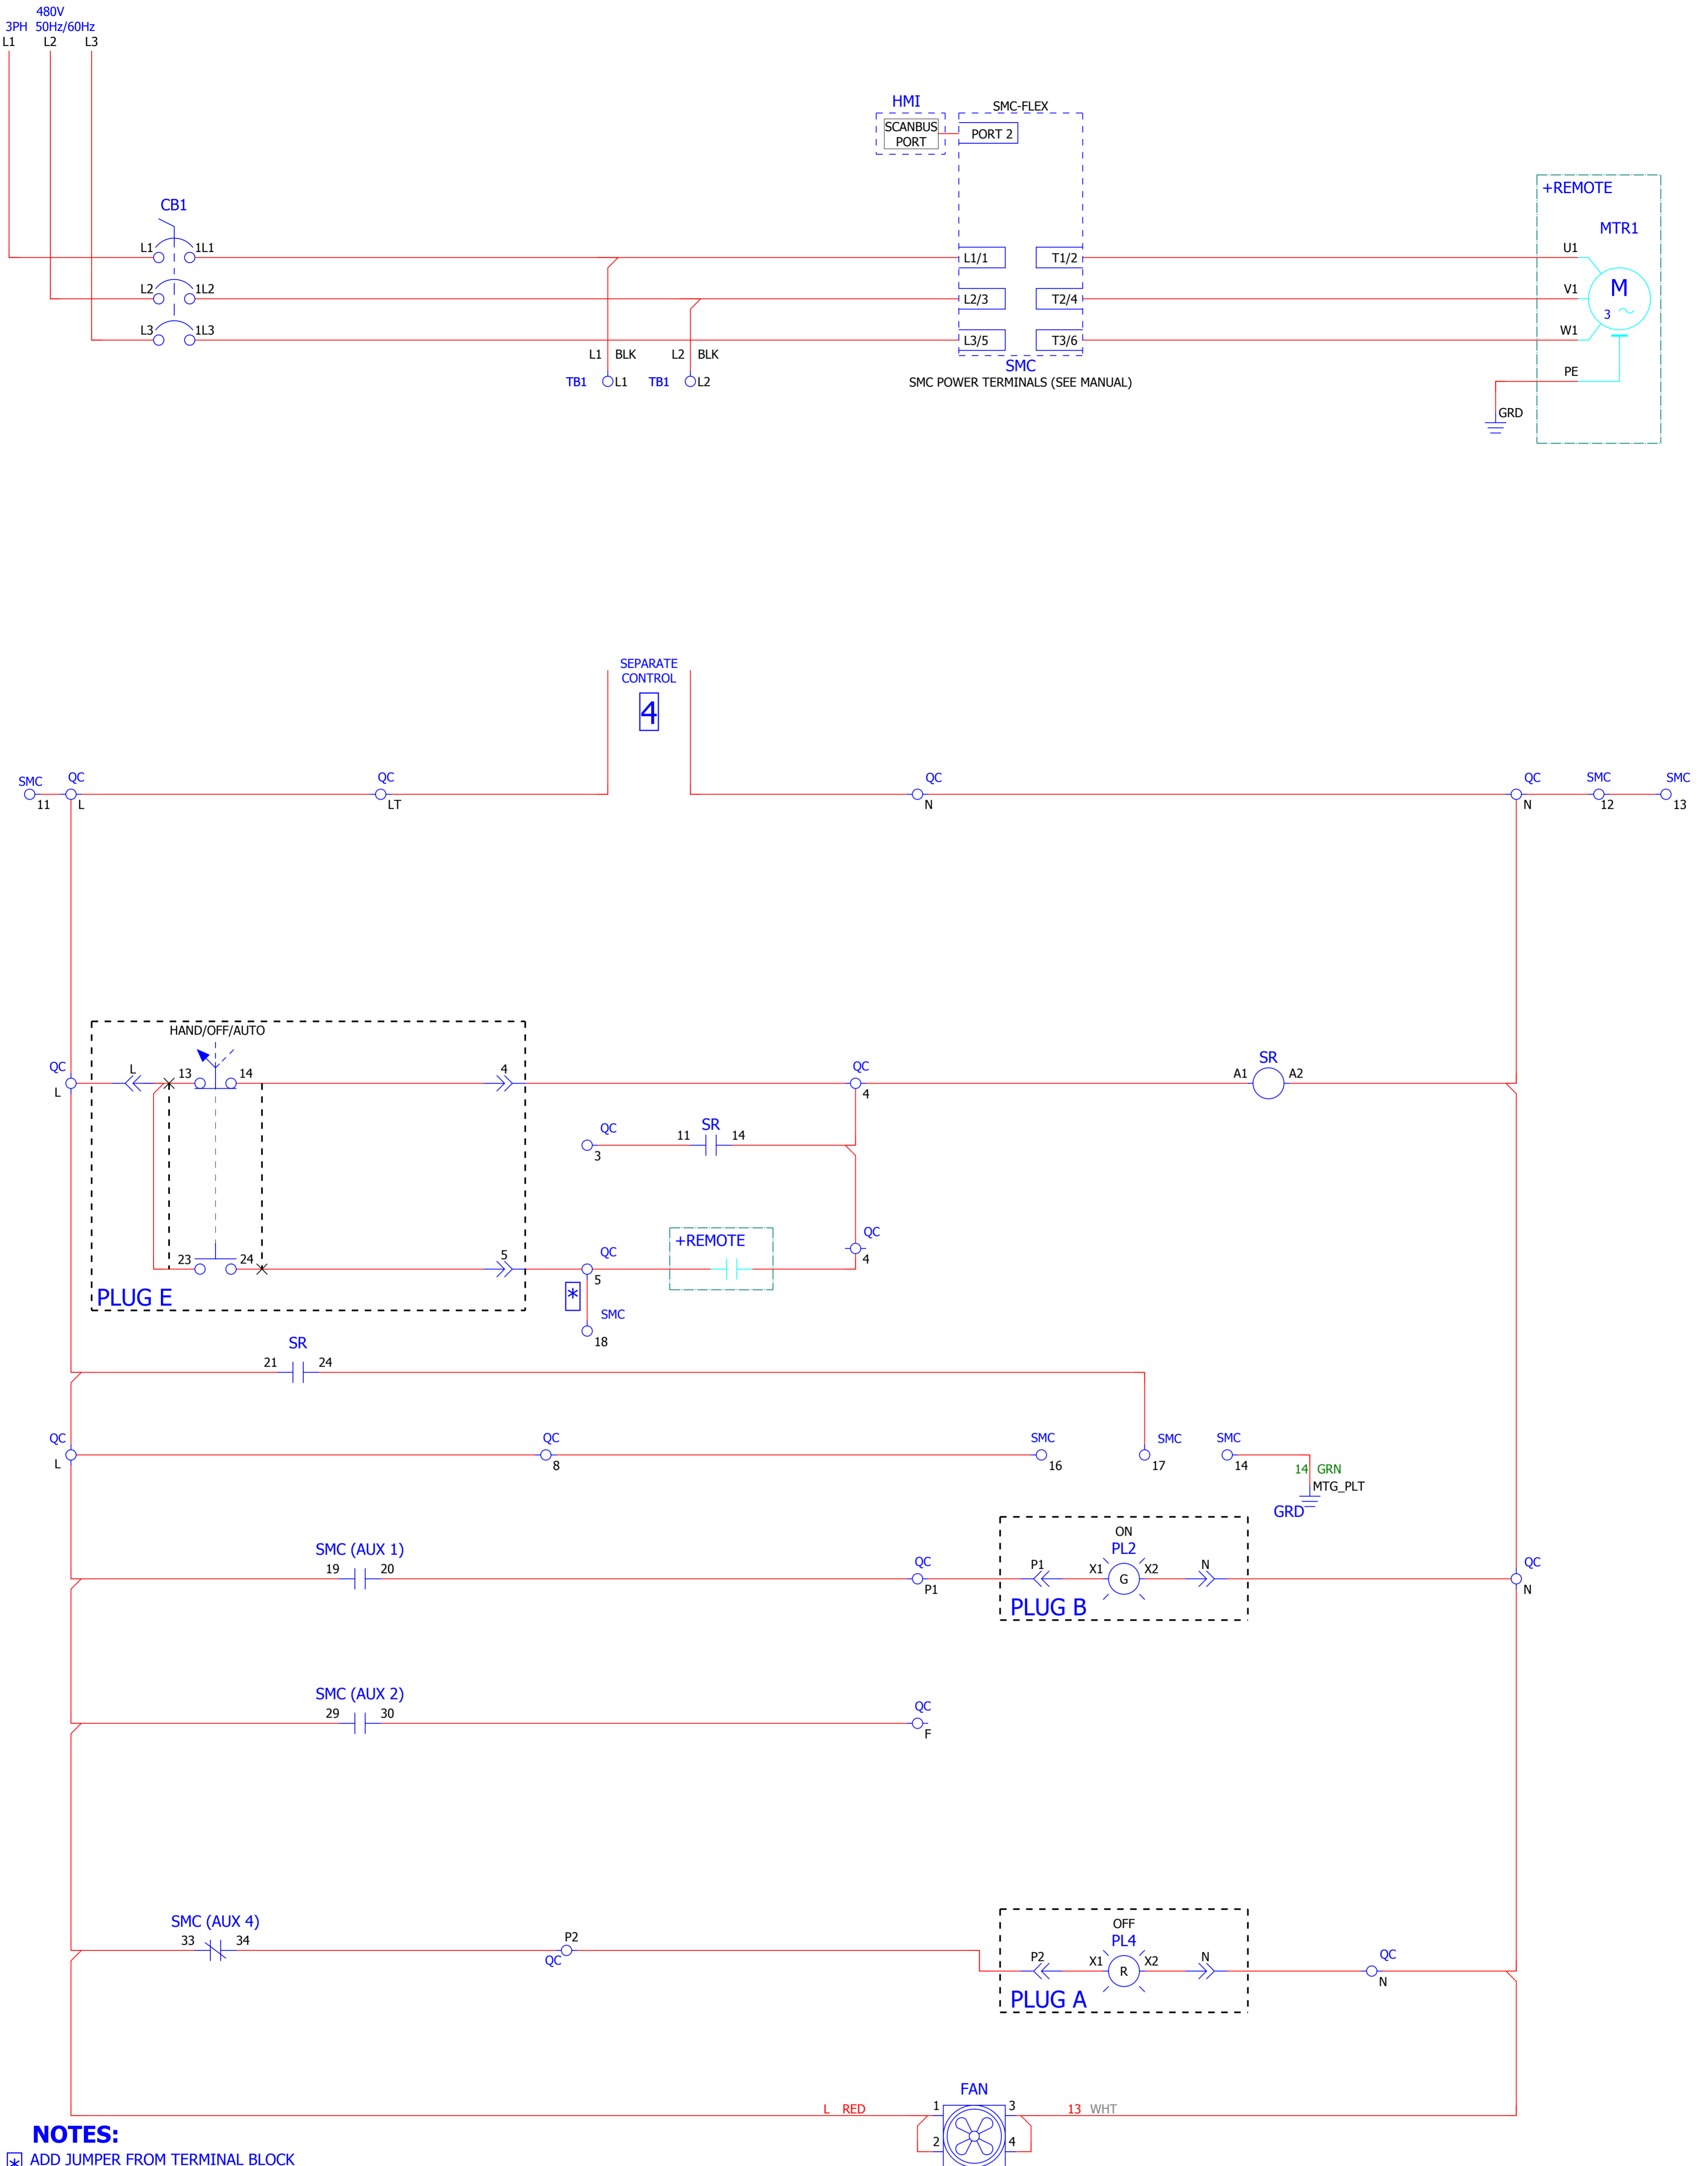 480V
3PH 50Hz/60Hz
L1 L2 L3
HMI
SCANBUS
PORT
SMC-FLEX
PORT 2
+REMOTE
MTR1
CB1
L1 1L1
L1/1 T1/2
U1
L2 1L2
L2/3 T2/4
V1
M
3
L3 1L3
L3/5 T3/6
W1
L1 BLK L2 BLK
SMC
PE
TB1 L1 TB1 L2
SMC POWER TERMINALS (SEE MANUAL)
GRD
SEPARATE
CONTROL
4
SMC QC QC QC QC SMC SMC
11 L LT N N 12 13
HAND/OFF/AUTO
QC L 13 14 4 QC SR
A1 A2
L 4
QC SR
11 14
3
+REMOTE
QC
4
23 24 5 QC
5
PLUG E
*
SMC
18
SR
21 24
QC QC SMC SMC SMC
L 8 16 17 14
14 GRN
MTG_PLT
GRD
ON
PL2
SMC (AUX 1)
19 20 QC P1 X1 G X2 N QC
P1 N
PLUG B
SMC (AUX 2)
29 30 QC
F
SMC (AUX 4)
33 34 P2
QC
OFF
PL4
P2 X1 R X2 N QC
N
PLUG A
FAN
L RED 1 3 13 WHT
2 4
NOTES:
* ADD JUMPER FROM TERMINAL BLOCK